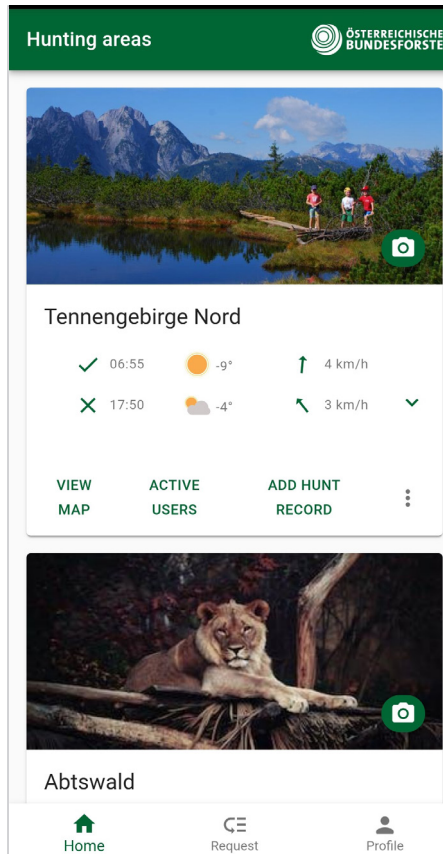 Hunting areas
ÖSTERREICHISCHE
BUNDESFORSTE
Tennengebirge Nord
06:55 -9° 4 km/h
17:50 -4° 3 km/h
VIEW MAP
ACTIVE USERS
ADD HUNT RECORD
Abtswald
Home Request Profile